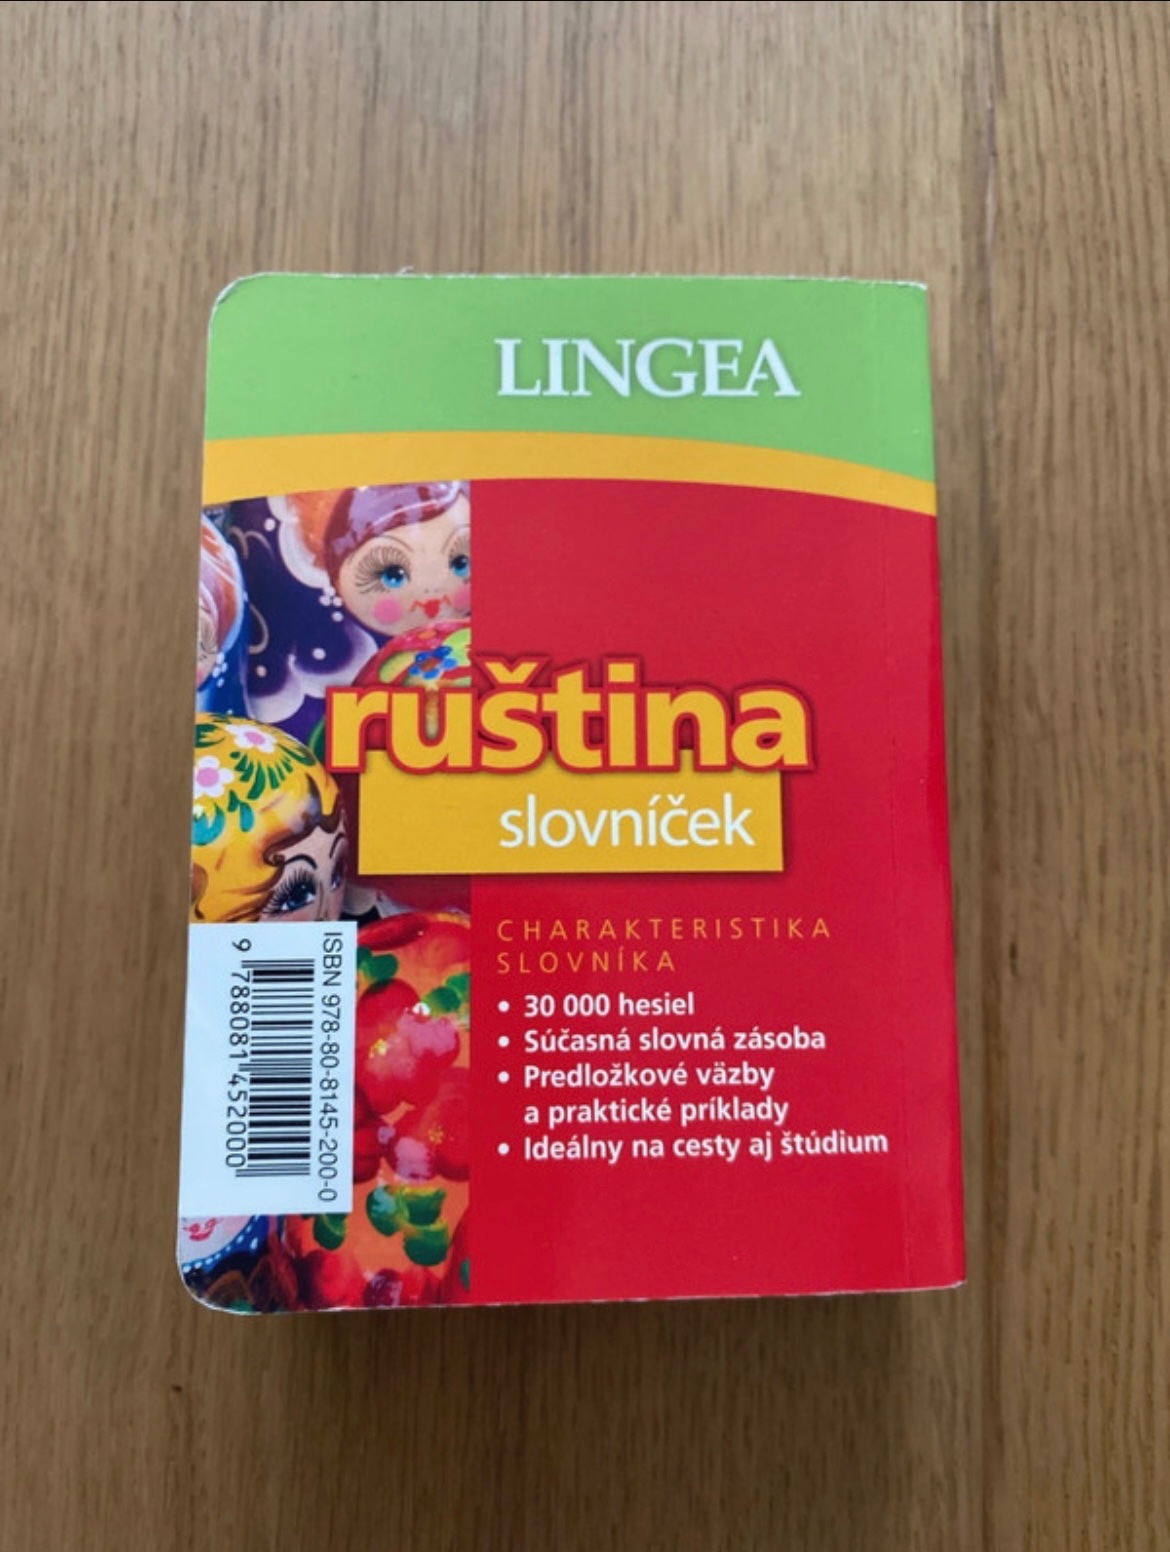 LINGEA
ruština
slovníček
CHARAKTERISTIKA
SLOVNÍKA
• 30 000 hesiel
• Súčasná slovná zásoba
• Predložkové väzby
a praktické príklady
• Ideálny na cesty aj štúdium
ISBN 978-80-8145-200-0
9 788081 452000